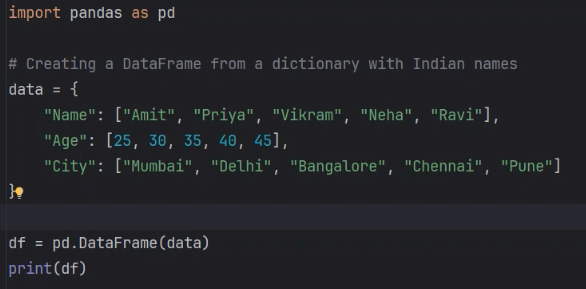 import pandas as pd
# Creating a DataFrame from a dictionary with Indian names
data = {
    "Name": ["Amit", "Priya", "Vikram", "Neha", "Ravi"],
    "Age": [25, 30, 35, 40, 45],
    "City": ["Mumbai", "Delhi", "Bangalore", "Chennai", "Pune"]
}
df = pd.DataFrame(data)
print(df)